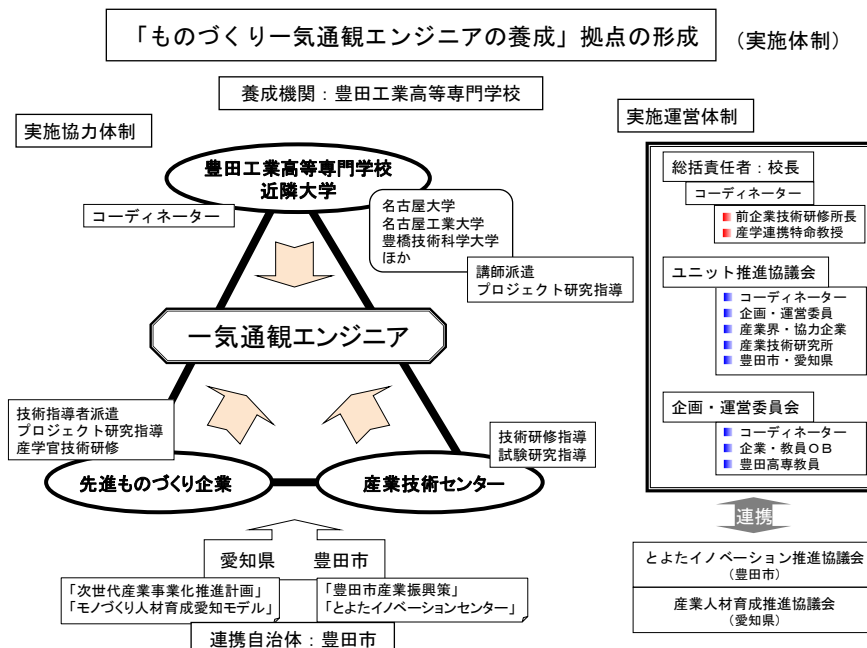 「ものづくり一気通観エンジニアの養成」拠点の形成
(実施体制)
養成機関：豊田工業高等専門学校
実施協力体制
豊田工業高等専門学校
近隣大学
コーディネーター
名古屋大学
名古屋工業大学
豊橋技術科学大学
ほか
講師派遣
プロジェクト研究指導
一気通観エンジニア
技術指導者派遣
プロジェクト研究指導
産学官技術研修
技術研修指導
試験研究指導
先進ものづくり企業
産業技術センター
愛知県　豊田市
「次世代産業事業化推進計画」
「モノづくり人材育成愛知モデル」
「豊田市産業振興策」
「とよたイノベーションセンター」
連携自治体：豊田市
実施運営体制
総括責任者：校長
コーディネーター
前企業技術研修所長
産学連携特命教授
ユニット推進協議会
コーディネーター
企画・運営委員
産業界・協力企業
産業技術研究所
豊田市・愛知県
企画・運営委員会
コーディネーター
企業・教員ＯＢ
豊田高専教員
連携
とよたイノベーション推進協議会
(豊田市)
産業人材育成推進協議会
(愛知県)